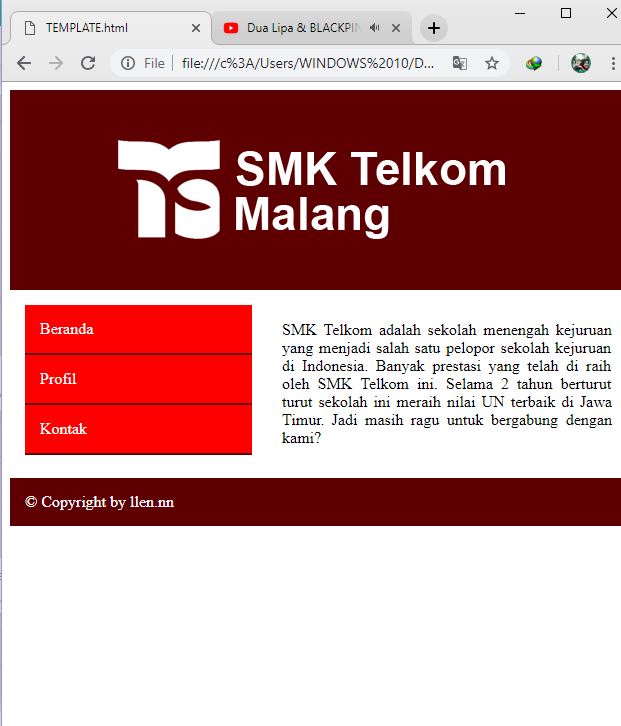 TEMPLATE.html
Dua Lipa & BLACKPIN
File
file:///c%3A/Users/WINDOWS%2010/D...
SMK Telkom
Malang
Beranda
Profil
Kontak
SMK Telkom adalah sekolah menengah kejuruan
yang menjadi salah satu pelopor sekolah kejuruan
di Indonesia. Banyak prestasi yang telah di raih
oleh SMK Telkom ini. Selama 2 tahun berturut
turut sekolah ini meraih nilai UN terbaik di Jawa
Timur. Jadi masih ragu untuk bergabung dengan
kami?
© Copyright by llen.nn